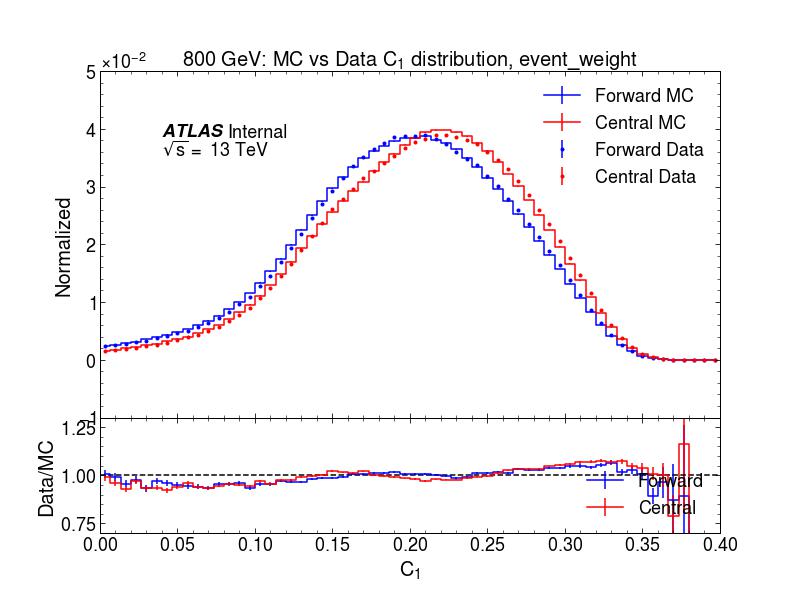 ×10⁻² 800 GeV: MC vs Data C₁ distribution, event_weight
5
4
3
2
1
0
−1
Normalized
ATLAS Internal
√s = 13 TeV
Forward MC
Central MC
Forward Data
Central Data
1.25
1.00
0.75
Data/MC
Forward
Central
0.00 0.05 0.10 0.15 0.20 0.25 0.30 0.35 0.40
C₁